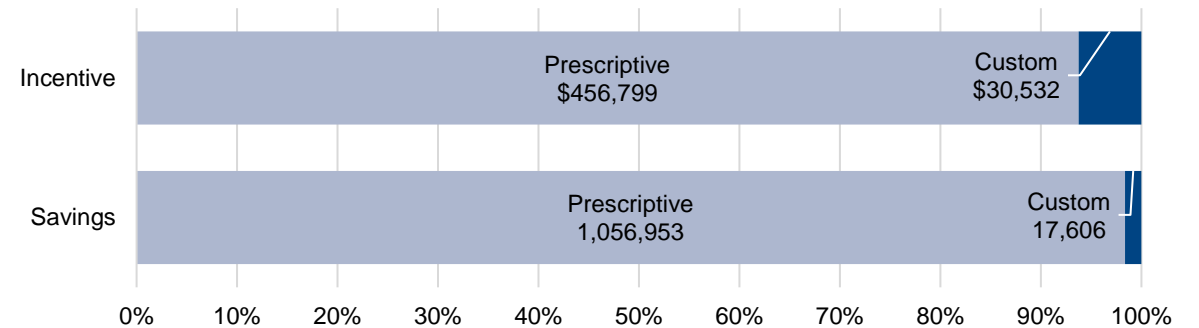 Incentive
Prescriptive
$456,799
Custom
$30,532
Savings
Prescriptive
1,056,953
Custom
17,606
0% 10% 20% 30% 40% 50% 60% 70% 80% 90% 100%